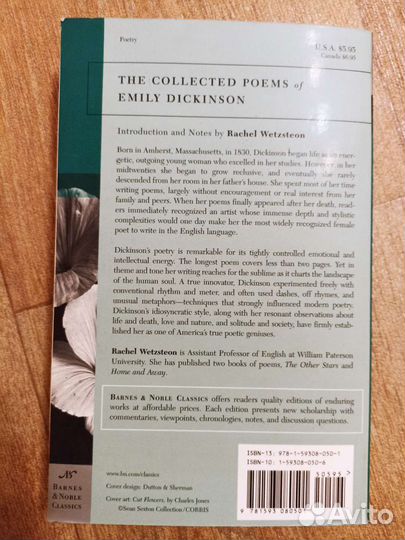 Poetry
U.S.A. $5.95
Canada $6.95
THE COLLECTED POEMS of
EMILY DICKINSON
Introduction and Notes by Rachel Wetzsteon
Born in Amherst, Massachusetts, in 1830, Dickinson began life as an ener-
getic, outgoing young woman who excelled in her studies. However, in her
midtwenties she began to grow reclusive, and eventually she rarely
descended from her room in her father's house. She spent most of her time
writing poems, largely without encouragement or real interest from her
family and peers. When her poems finally appeared after her death, read-
ers immediately recognized an artist whose immense depth and stylistic
complexities would one day make her the most widely recognized female
poet to write in the English language.
Dickinson's poetry is remarkable for its tightly controlled emotional and
intellectual energy. The longest poem covers less than two pages. Yet in
theme and tone her writing reaches for the sublime as it charts the landscape
of the human soul. A true innovator, Dickinson experimented freely with
conventional rhythm and meter, and often used dashes, off rhymes, and
unusual metaphors—techniques that strongly influenced modern poetry.
Dickinson's idiosyncratic style, along with her resonant observations about
life and death, love and nature, and solitude and society, have firmly estab-
lished her as one of America's true poetic geniuses.
Rachel Wetzsteon is Assistant Professor of English at William Paterson
University. She has published two books of poems, The Other Stars and
Home and Away.
BARNES & NOBLE CLASSICS offers readers quality editions of enduring
works at affordable prices. Each edition presents new scholarship with
commentaries, viewpoints, chronologies, notes, and discussion questions.
www.bn.com/classics
Cover design: Dutton & Sherman
Cover art: Cut Flowers, by Charles Jones
©Sean Sexton Collection/CORBIS
BARNES
& NOBLE
CLASSICS
ISBN-13: 978-1-59308-050-1
ISBN-10: 1-59308-050-6
50595
9 781593 080501
Avito